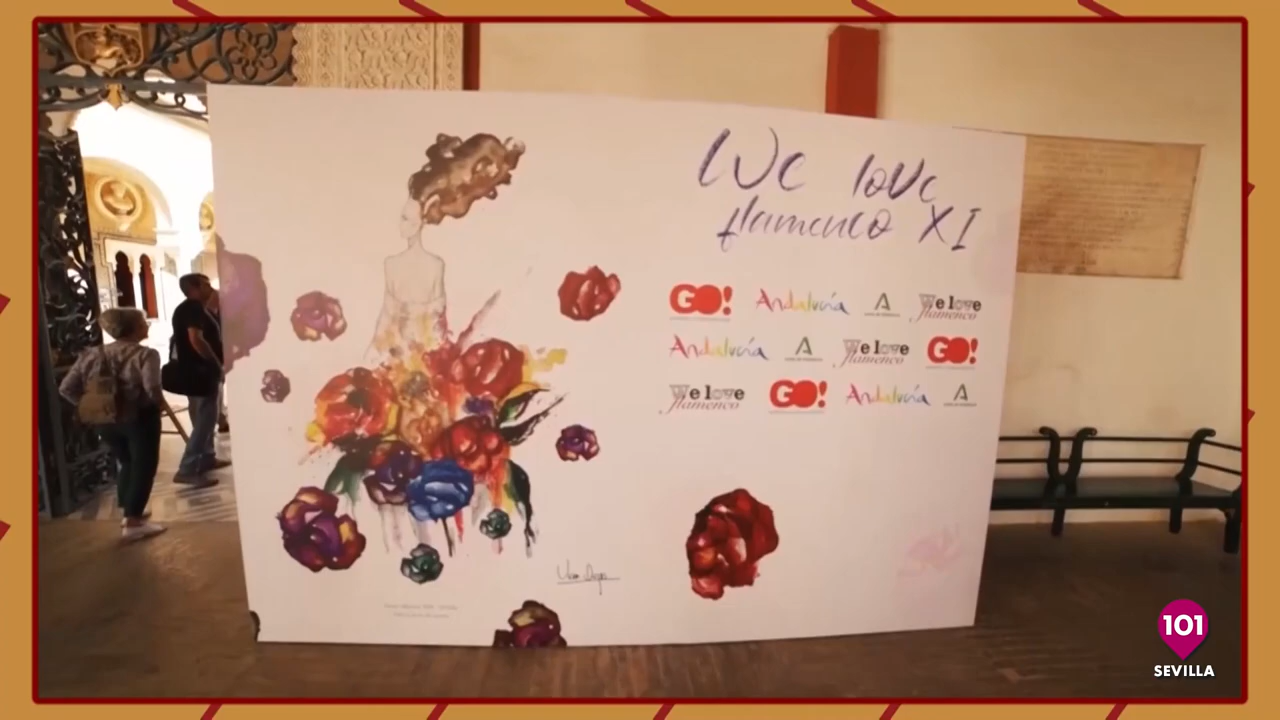 We love
flamenco XI
GO! Andalucía A We love flamenco
Andalucía A We love flamenco GO!
We love flamenco GO! Andalucía A
101
SEVILLA